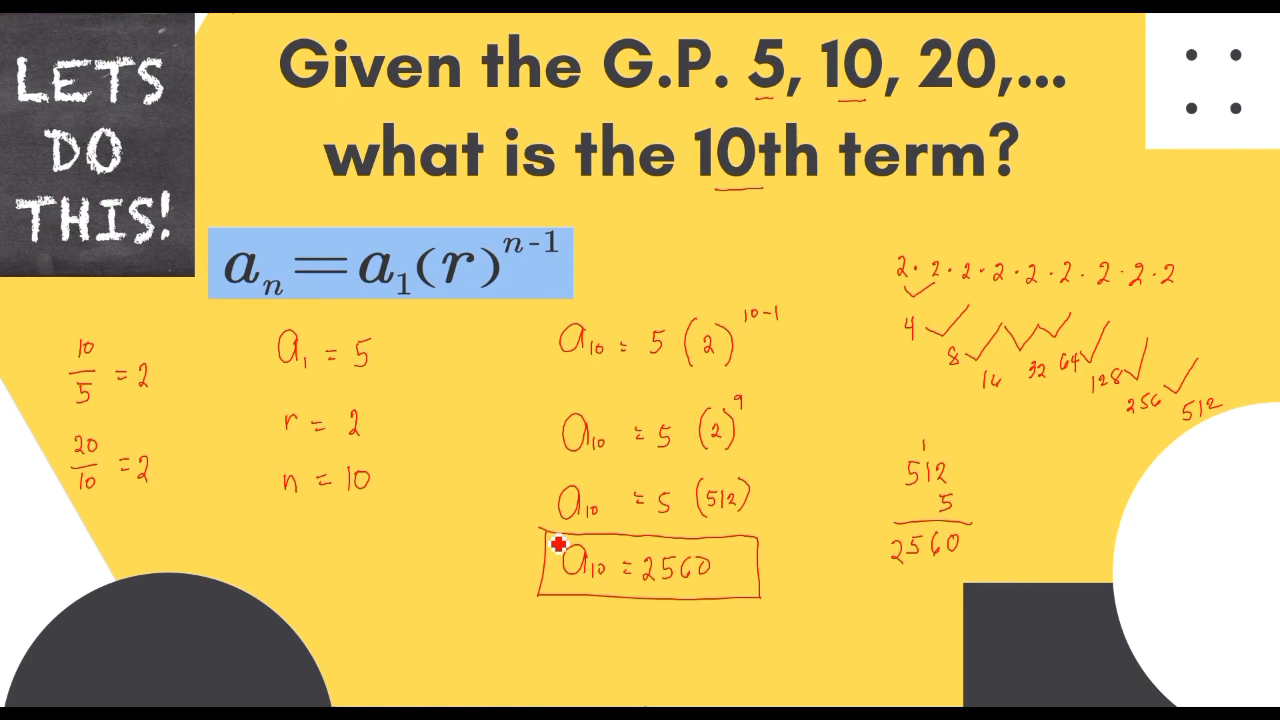 LETS
DO
THIS!
Given the G.P. 5, 10, 20,...
what is the 10th term?
aₙ=a₁(r)ⁿ⁻¹
10/5 = 2
20/10 = 2
a₁ = 5
r = 2
n = 10
a₁₀ = 5 (2)¹⁰⁻¹
a₁₀ = 5 (2)⁹
a₁₀ = 5 (512)
a₁₀ = 2560
2 · 2 · 2 · 2 · 2 · 2 · 2 · 2 · 2
4
8
16
32
64
128
256
512
1
512
5
2560